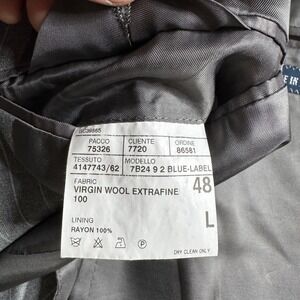 PACCO CLIENTE ORDINE
75326 7720 86581
TESSUTO MODELLO
4147743/62 7B24 9 2 BLUE-LABEL
FABRIC 48
VIRGIN WOOL EXTRAFINE
100
L
LINING
RAYON 100%
DRY CLEAN ONLY